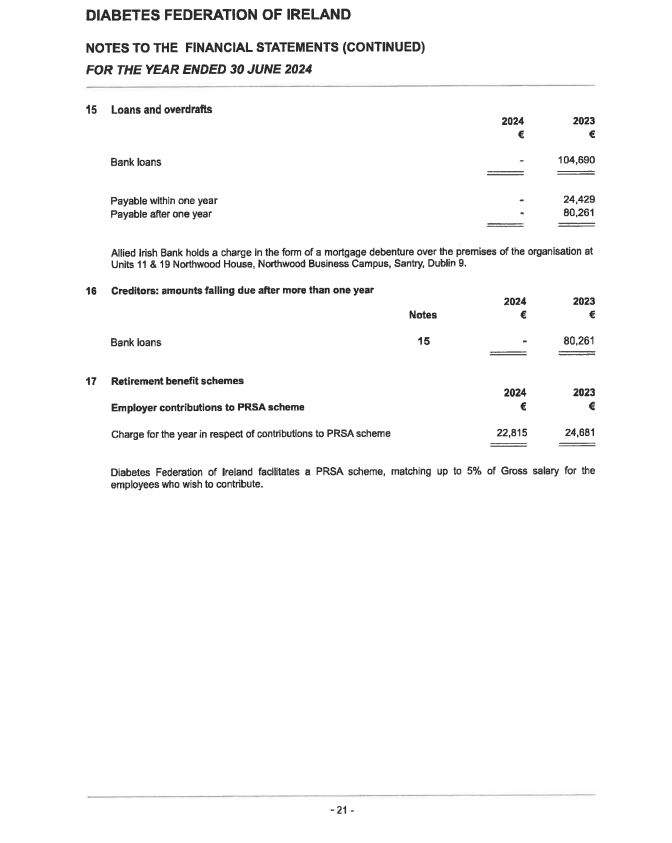 DIABETES FEDERATION OF IRELAND
NOTES TO THE FINANCIAL STATEMENTS (CONTINUED)
FOR THE YEAR ENDED 30 JUNE 2024
15 Loans and overdrafts
2024 2023
€ €
Bank loans - 104,690
Payable within one year - 24,429
Payable after one year - 80,261
Allied Irish Bank holds a charge in the form of a mortgage debenture over the premises of the organisation at
Units 11 & 19 Northwood House, Northwood Business Campus, Santry, Dublin 9.
16 Creditors: amounts falling due after more than one year
2024 2023
Notes € €
Bank loans 15 - 80,261
17 Retirement benefit schemes
2024 2023
Employer contributions to PRSA scheme € €
Charge for the year in respect of contributions to PRSA scheme 22,815 24,681
Diabetes Federation of Ireland facilitates a PRSA scheme, matching up to 5% of Gross salary for the
employees who wish to contribute.
- 21 -